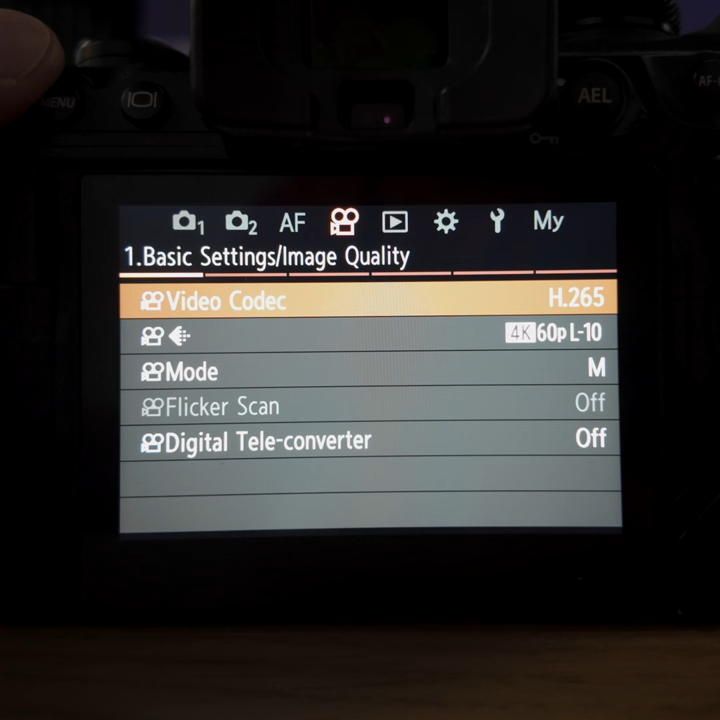 MENU
AEL
AF-
1 2 AF My
1.Basic Settings/Image Quality
Video Codec H.265
4K 60p L-10
Mode M
Flicker Scan Off
Digital Tele-converter Off